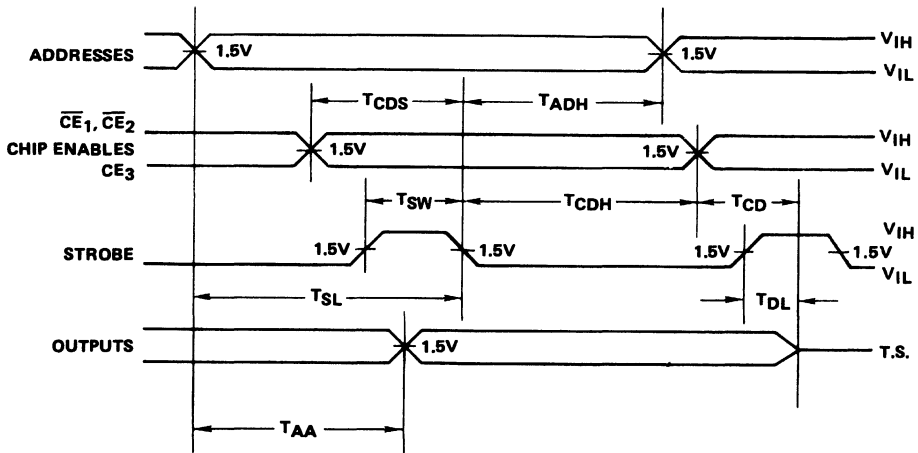 ADDRESSES 1.5V 1.5V VIH
VIL
TCDS TADH
CE1, CE2 VIH
CHIP ENABLES 1.5V 1.5V
CE3 VIL
TSW TCDH TCD
VIH
STROBE 1.5V 1.5V 1.5V 1.5V
VIL
TSL TDL
OUTPUTS 1.5V T.S.
TAA